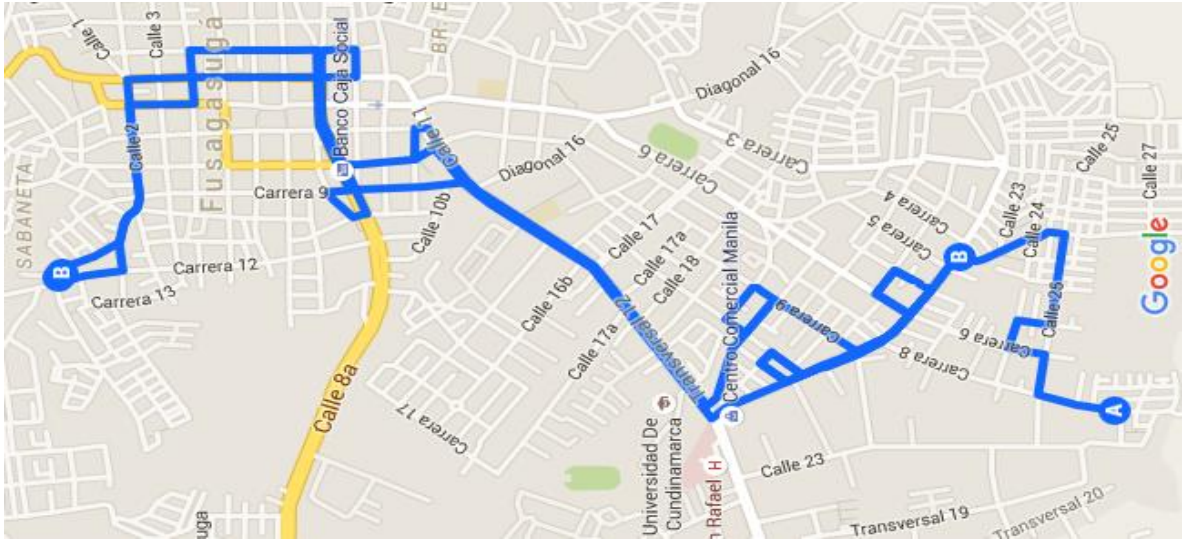 Calle 1
Calle 3
Fusagasugá
Calle 2
SABANETA
Banco Caja Social
Calle 11
Carrera 9
Diagonal 16
Diagonal 16
Carrera 3
Carrera 6
Calle 10b
Carrera 12
Carrera 13
Calle 8a
Calle 16b
Calle 17
Calle 17a
Calle 18
Calle 17a
Transversal 12
Carrera 17
B
Centro Comercial Manila
Carrera 9
Carrera 4
Carrera 5
Calle 23
Calle 24
Calle 25
Calle 27
B
Calle 25
Carrera 6
Carrera 8
A
Universidad De
Cundinamarca
n Rafael H
Calle 23
Transversal 19
Transversal 20
uga
Google